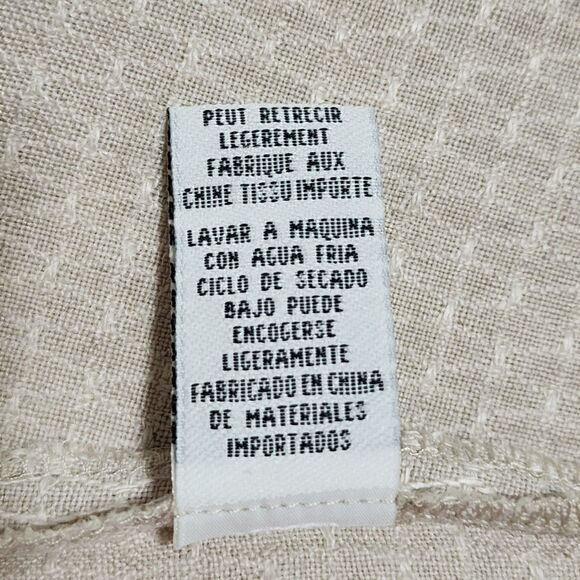 PEUT RETRECIR
LEGEREMENT
FABRIQUE AUX
CHINE TISSU IMPORTE
LAVAR A MAQUINA
CON AGUA FRIA
CICLO DE SECADO
BAJO PUEDE
ENCOGERSE
LIGERAMENTE
FABRICADO EN CHINA
DE MATERIALES
IMPORTADOS